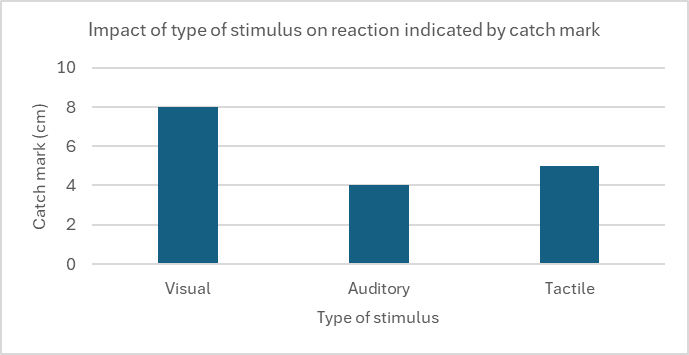 Impact of type of stimulus on reaction indicated by catch mark
10
8
6
4
2
0
Catch mark (cm)
Visual Auditory Tactile
Type of stimulus